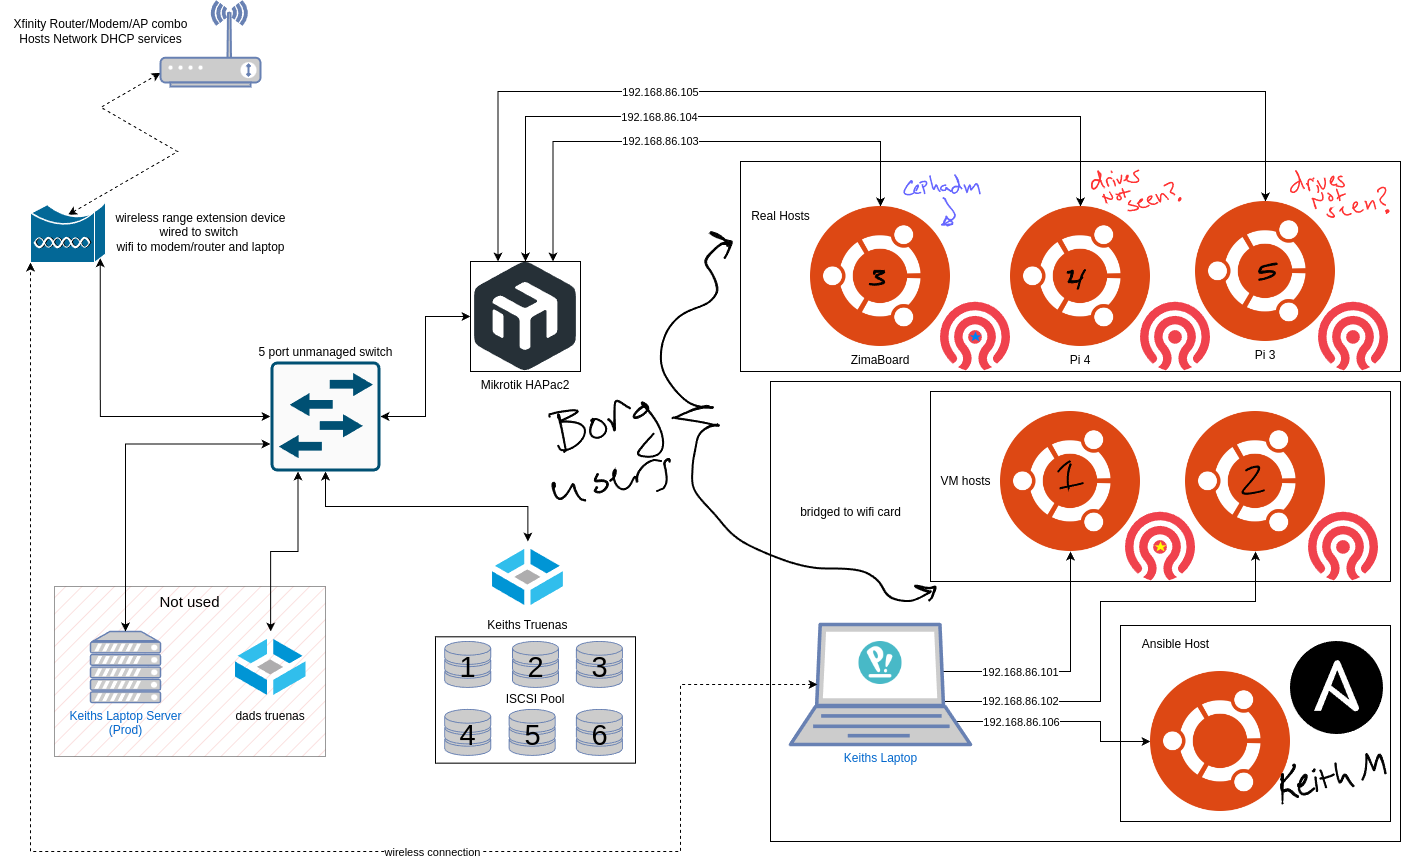 Xfinity Router/Modem/AP combo
Hosts Network DHCP services
192.168.86.105
192.168.86.104
192.168.86.103
cephadm
drives
Not
seen?
drives
Not
seen?
Real Hosts
wireless range extension device
wired to switch
wifi to modem/router and laptop
3
4
5
ZimaBoard
Pi 4
Pi 3
5 port unmanaged switch
Mikrotik HAPac2
Borg
users
VM hosts
1
2
bridged to wifi card
Not used
Keiths Laptop Server
(Prod)
dads truenas
Keiths Truenas
1
2
3
ISCSI Pool
4
5
6
P!
Keiths Laptop
192.168.86.101
192.168.86.102
192.168.86.106
Ansible Host
A
Keith M
wireless connection